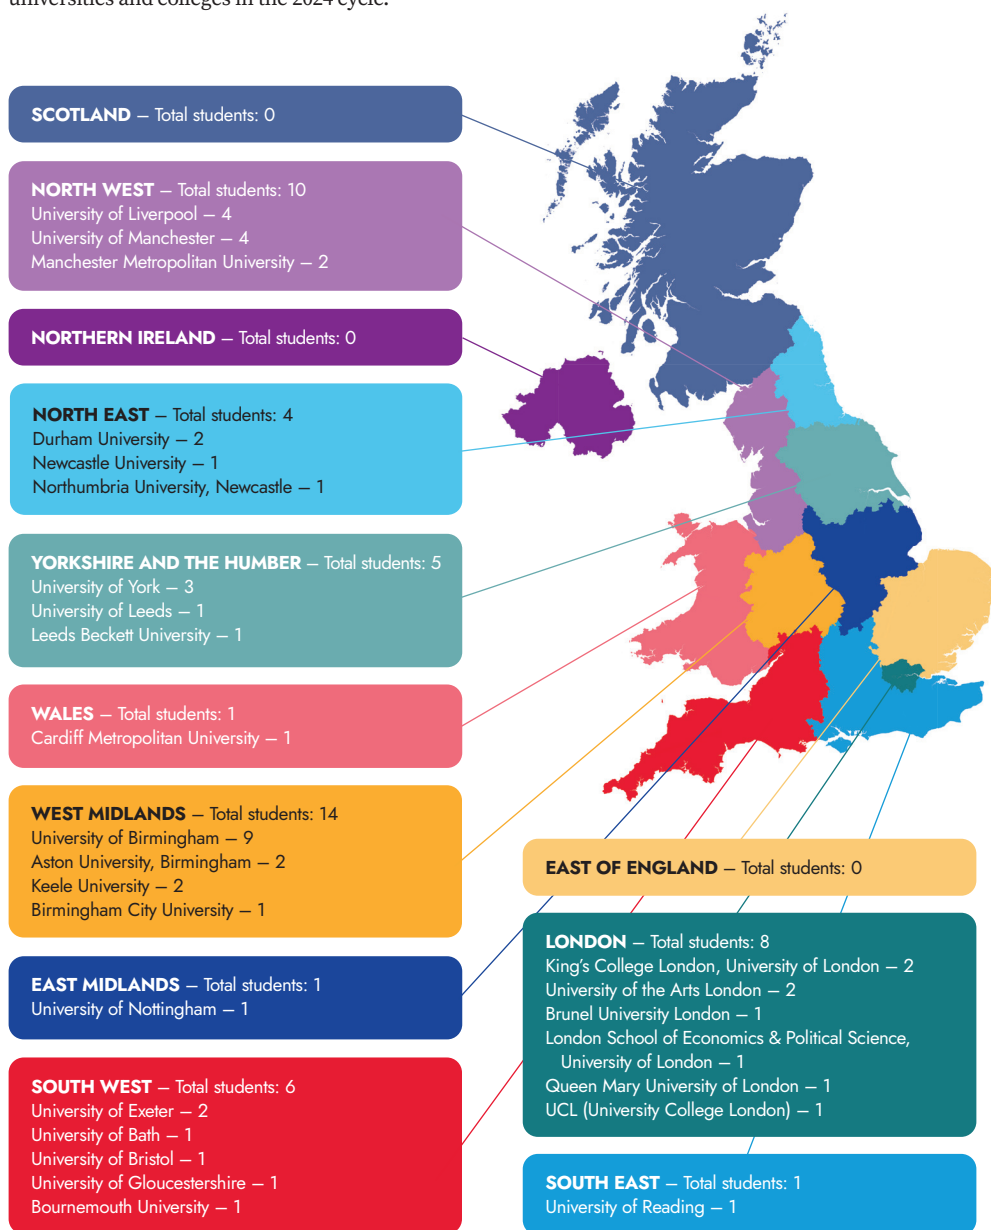 universities and colleges in the 2024 cycle.
SCOTLAND – Total students: 0
NORTH WEST – Total students: 10
University of Liverpool – 4
University of Manchester – 4
Manchester Metropolitan University – 2
NORTHERN IRELAND – Total students: 0
NORTH EAST – Total students: 4
Durham University – 2
Newcastle University – 1
Northumbria University, Newcastle – 1
YORKSHIRE AND THE HUMBER – Total students: 5
University of York – 3
University of Leeds – 1
Leeds Beckett University – 1
WALES – Total students: 1
Cardiff Metropolitan University – 1
WEST MIDLANDS – Total students: 14
University of Birmingham – 9
Aston University, Birmingham – 2
Keele University – 2
Birmingham City University – 1
EAST MIDLANDS – Total students: 1
University of Nottingham – 1
SOUTH WEST – Total students: 6
University of Exeter – 2
University of Bath – 1
University of Bristol – 1
University of Gloucestershire – 1
Bournemouth University – 1
EAST OF ENGLAND – Total students: 0
LONDON – Total students: 8
King's College London, University of London – 2
University of the Arts London – 2
Brunel University London – 1
London School of Economics & Political Science,
University of London – 1
Queen Mary University of London – 1
UCL (University College London) – 1
SOUTH EAST – Total students: 1
University of Reading – 1